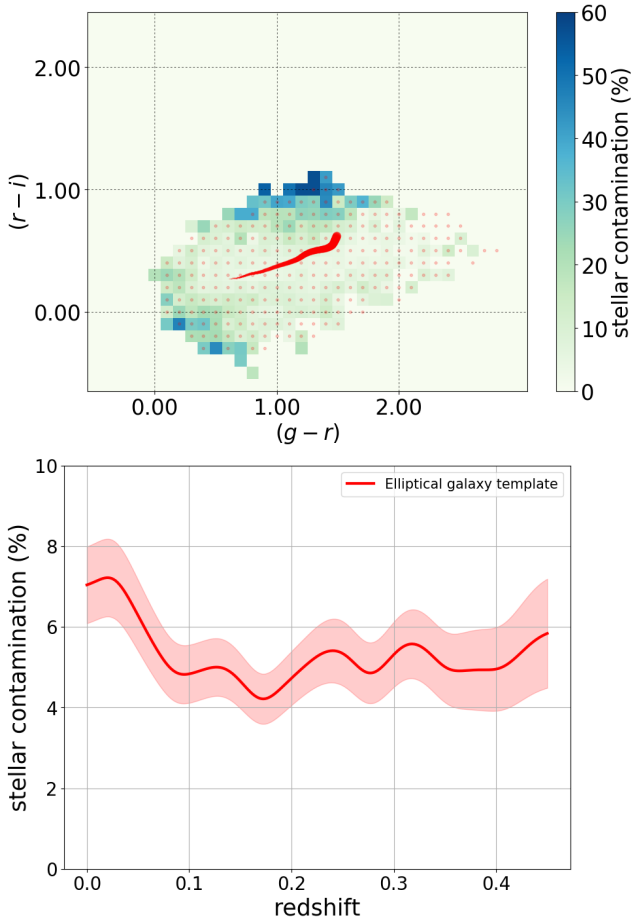 2.00
1.00
0.00
(r − i)
0.00 1.00 2.00
(g − r)
60
50
40
30
20
10
0
stellar contamination (%)
10
8
6
4
2
0
stellar contamination (%)
Elliptical galaxy template
0.0 0.1 0.2 0.3 0.4
redshift